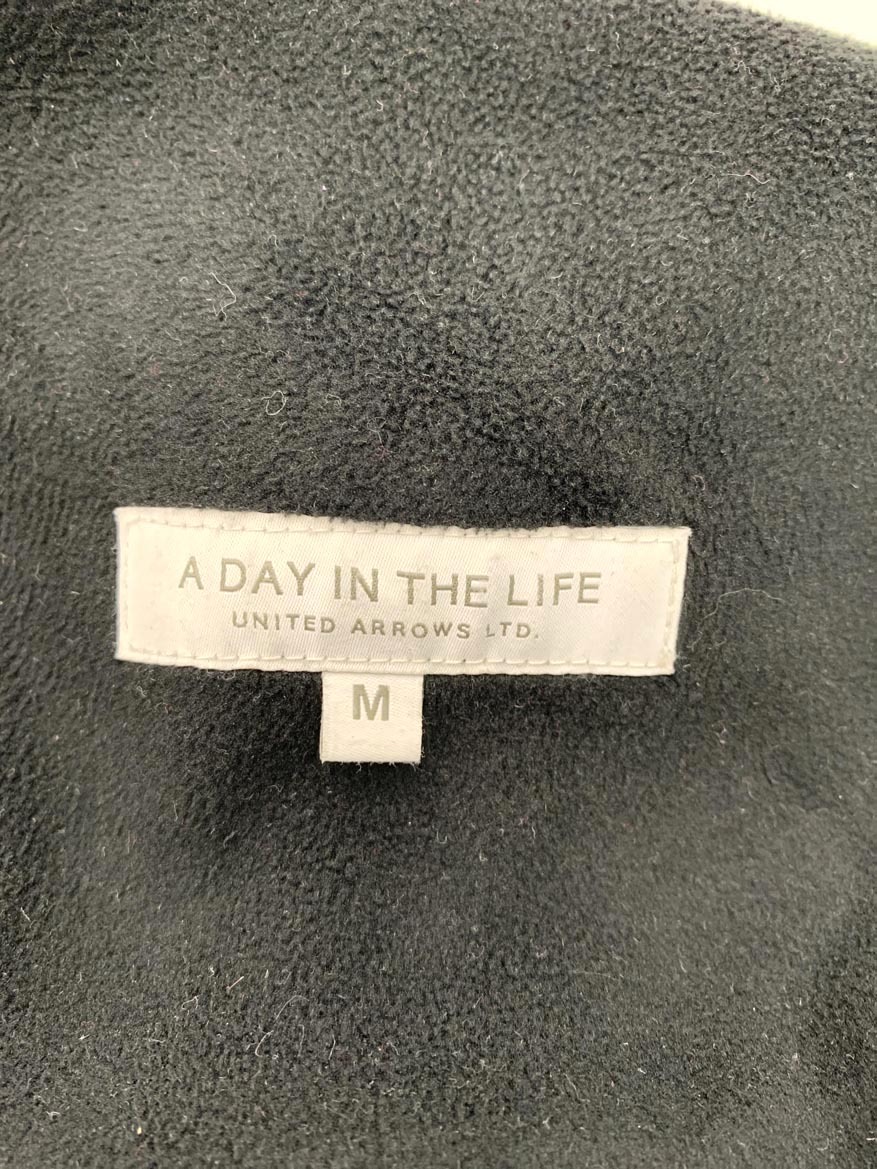 A DAY IN THE LIFE
UNITED ARROWS LTD.
M